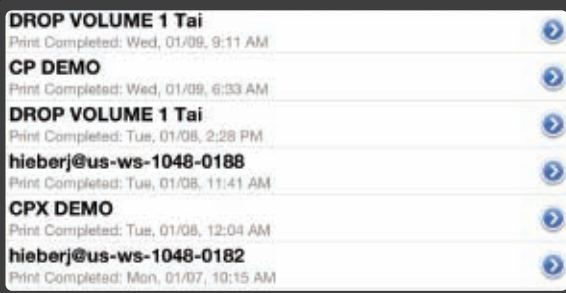 DROP VOLUME 1 Tai
Print Completed: Wed, 01/09, 9:11 AM
CP DEMO
Print Completed: Wed, 01/09, 6:33 AM
DROP VOLUME 1 Tai
Print Completed: Tue, 01/08, 2:28 PM
hieberj@us-ws-1048-0188
Print Completed: Tue, 01/08, 11:41 AM
CPX DEMO
Print Completed: Tue, 01/08, 12:04 AM
hieberj@us-ws-1048-0182
Print Completed: Mon, 01/07, 10:15 AM